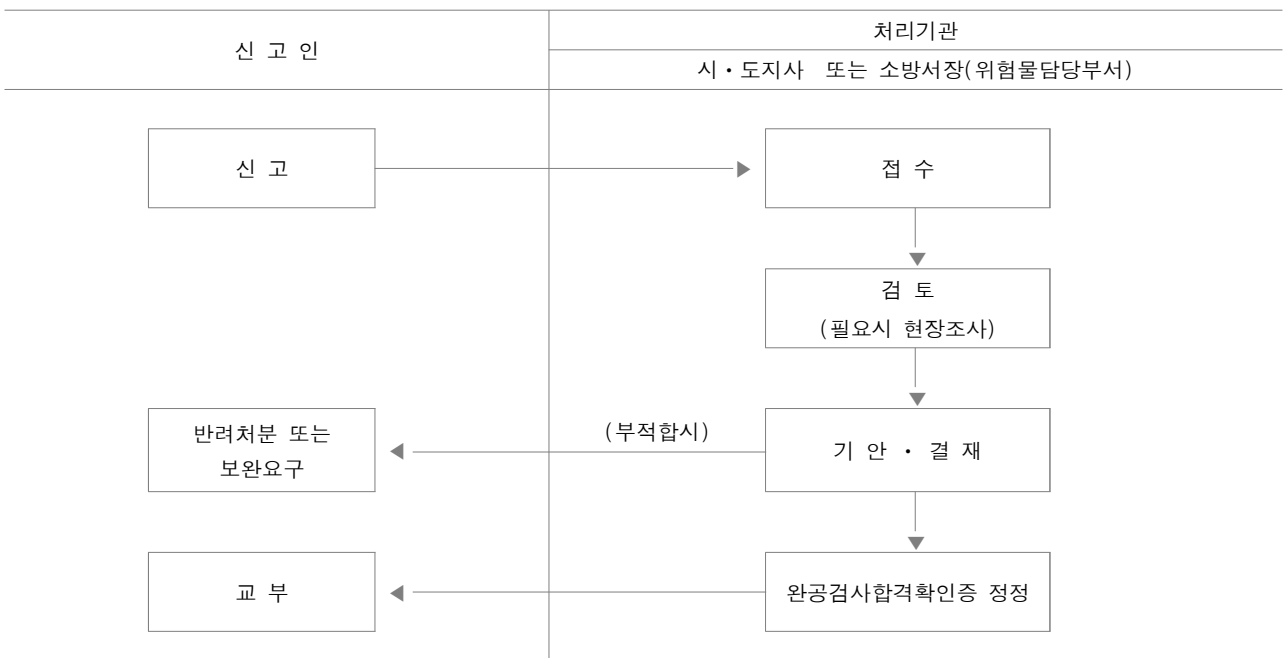 신 고 인
처리기관
시·도지사 또는 소방서장(위험물담당부서)
신 고
접 수
검 토
(필요시 현장조사)
반려처분 또는
보완요구
(부적합시)
기 안 · 결 재
교 부
완공검사합격확인증 정정